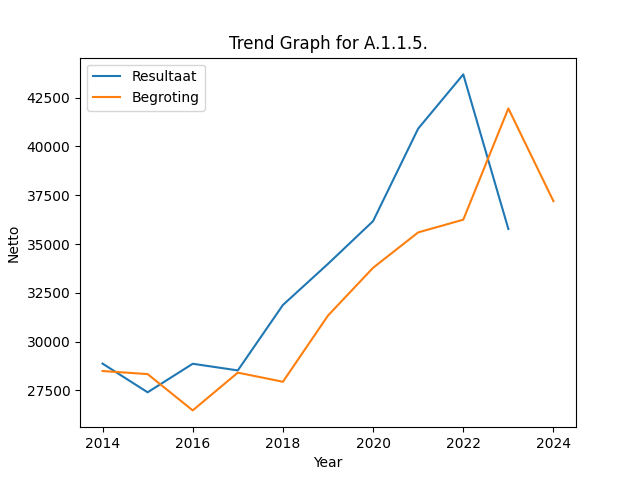 Trend Graph for A.1.1.5.
Resultaat
Begroting
42500
40000
37500
35000
32500
30000
27500
Netto
2014 2016 2018 2020 2022 2024
Year